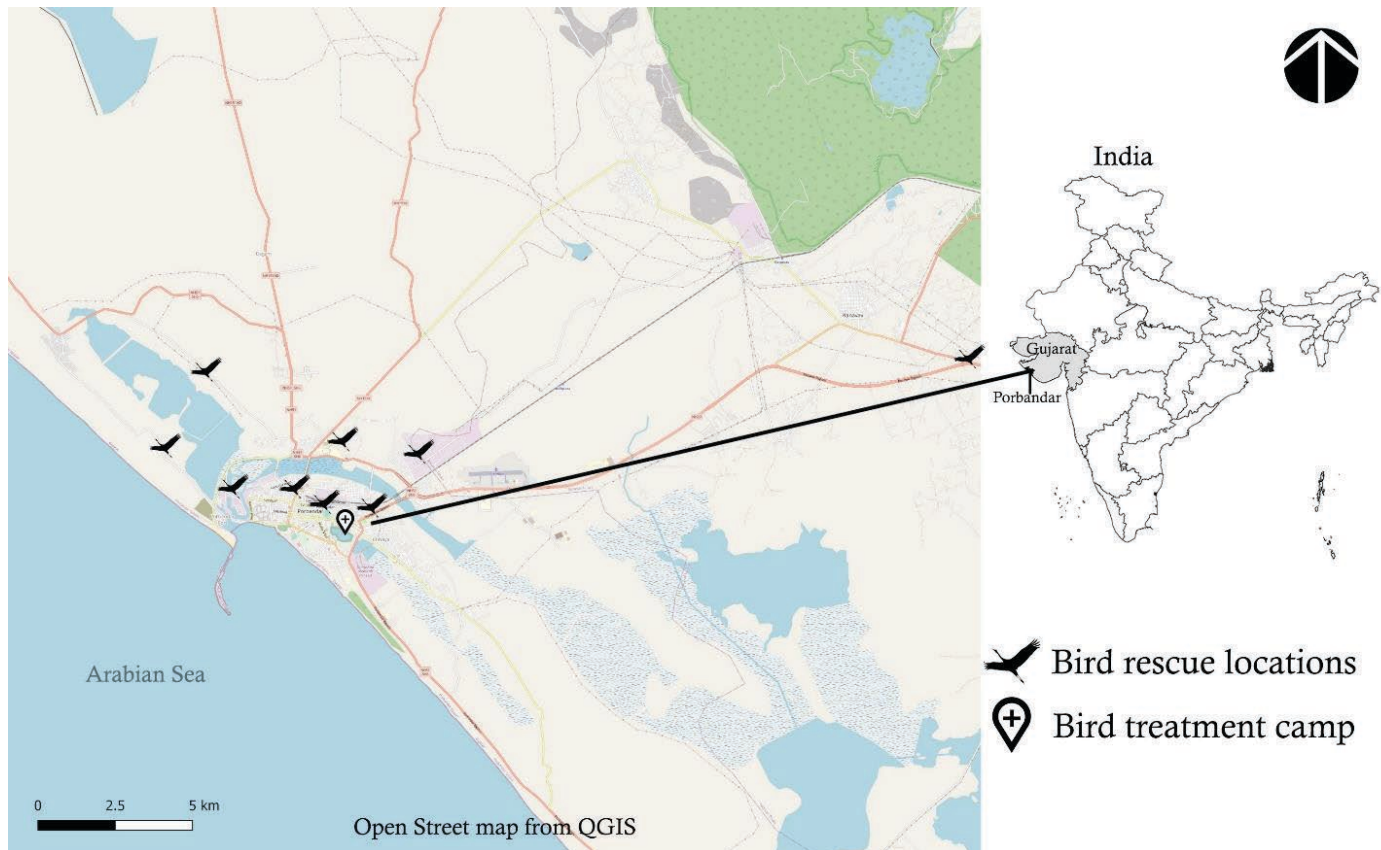 India
Gujarat
Porbandar
Porbandar
Arabian Sea
Bird rescue locations
Bird treatment camp
0 2.5 5 km
Open Street map from QGIS